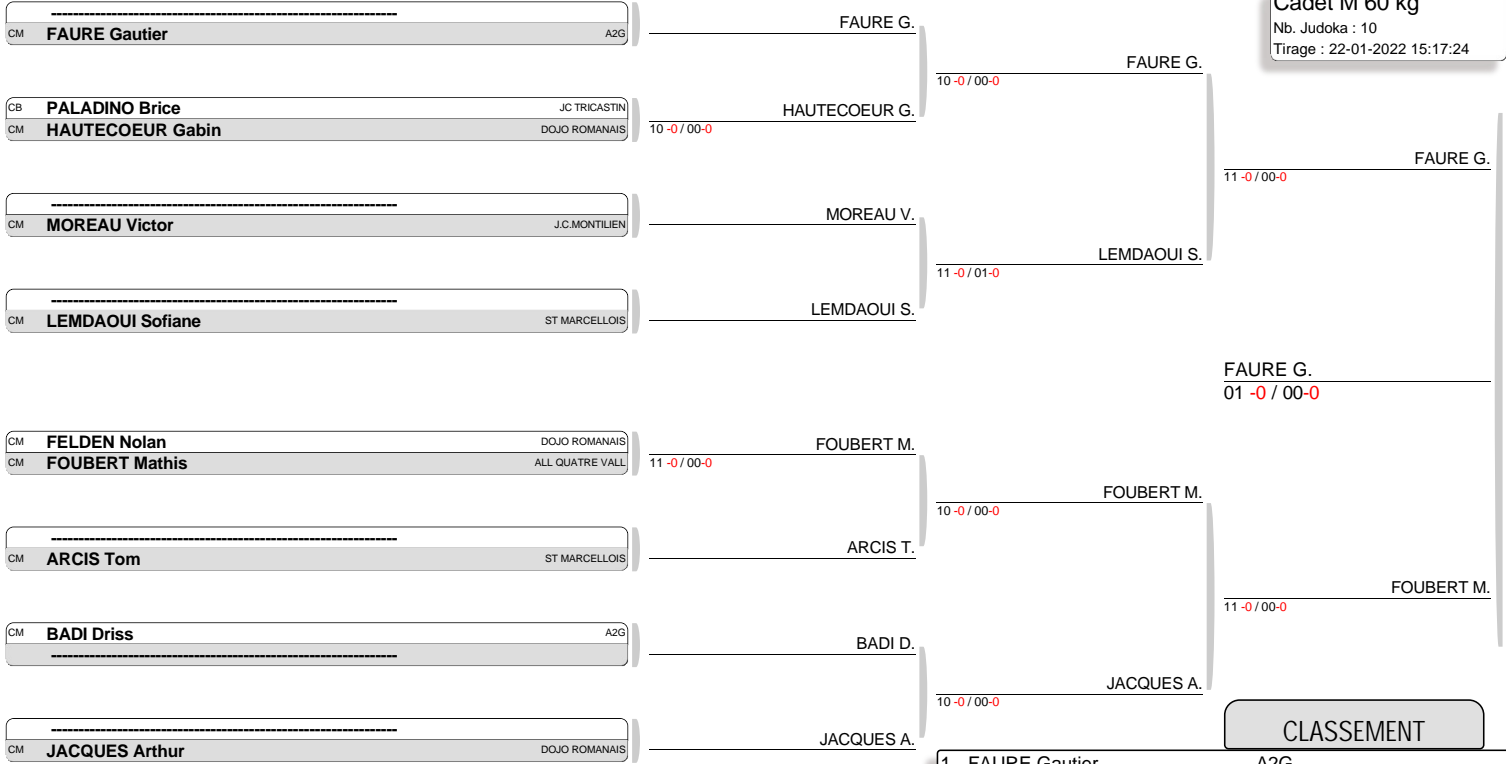 Cadet M 60 kg
Nb. Judoka : 10
Tirage : 22-01-2022 15:17:24
----------------------------------------------------------------
CM FAURE Gautier A2G
CB PALADINO Brice JC TRICASTIN
CM HAUTECOEUR Gabin DOJO ROMANAIS
----------------------------------------------------------------
CM MOREAU Victor J.C.MONTILIEN
----------------------------------------------------------------
CM LEMDAOUI Sofiane ST MARCELLOIS
CM FELDEN Nolan DOJO ROMANAIS
CM FOUBERT Mathis ALL QUATRE VALL
----------------------------------------------------------------
CM ARCIS Tom ST MARCELLOIS
CM BADI Driss A2G
----------------------------------------------------------------
----------------------------------------------------------------
CM JACQUES Arthur DOJO ROMANAIS
FAURE G.
HAUTECOEUR G.
10 -0 / 00-0
MOREAU V.
LEMDAOUI S.
FOUBERT M.
11 -0 / 00-0
ARCIS T.
BADI D.
JACQUES A.
FAURE G.
10 -0 / 00-0
LEMDAOUI S.
11 -0 / 01-0
FOUBERT M.
10 -0 / 00-0
JACQUES A.
10 -0 / 00-0
FAURE G.
11 -0 / 00-0
FAURE G.
01 -0 / 00-0
FOUBERT M.
11 -0 / 00-0
CLASSEMENT
1 FAURE Gautier A2G